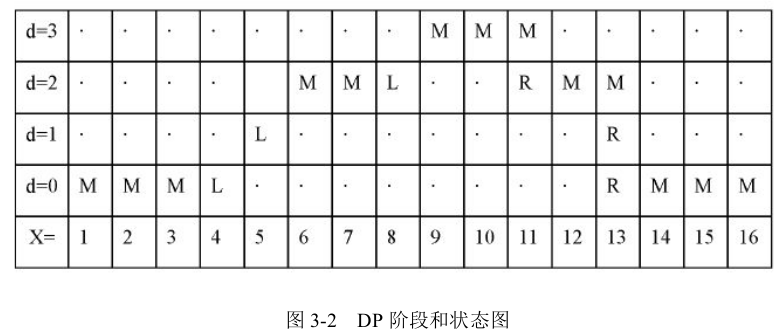 d=3 · · · · · · · · M M M · · · · ·
d=2 · · · · M M L · · R M M · · ·
d=1 · · · · L · · · · · · · R · · ·
d=0 M M M L · · · · · · · · R M M M
X= 1 2 3 4 5 6 7 8 9 10 11 12 13 14 15 16
图 3-2 DP 阶段和状态图